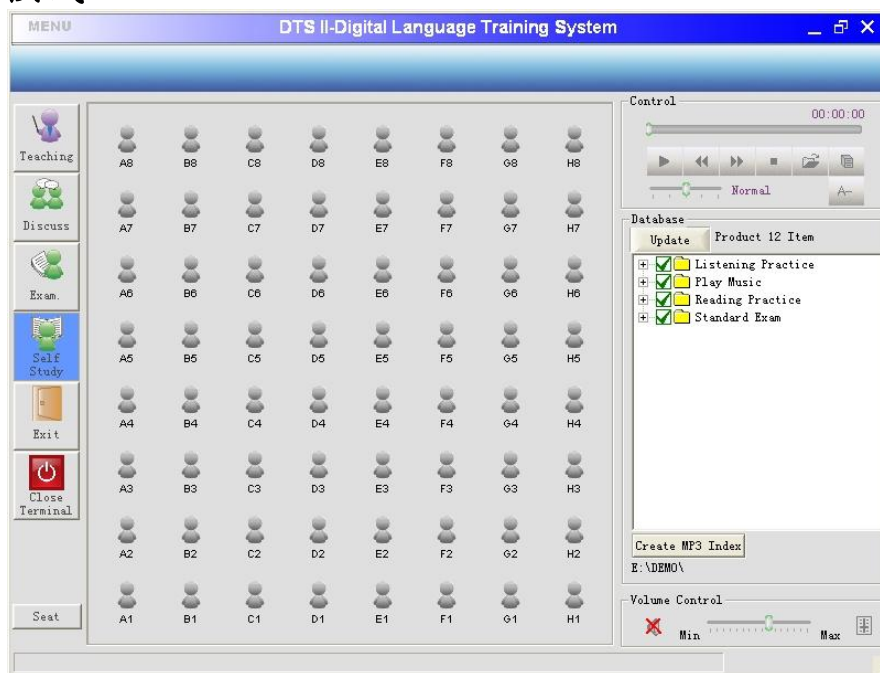 MENU
DTS II-Digital Language Training System
Control
00:00:00
Teaching
A8 B8 C8 D8 E8 F8 G8 H8
Normal
A-
Discuss
A7 B7 C7 D7 E7 F7 G7 H7
Database
Update
Product 12 Item
Listening Practice
Play Music
Reading Practice
Standard Exam
Exam.
A6 B6 C6 D6 E6 F6 G6 H6
Self
Study
A5 B5 C5 D5 E5 F5 G5 H5
Exit
A4 B4 C4 D4 E4 F4 G4 H4
Close
Terminal
A3 B3 C3 D3 E3 F3 G3 H3
A2 B2 C2 D2 E2 F2 G2 H2
Create MP3 Index
E:\DEMO\
Seat
A1 B1 C1 D1 E1 F1 G1 H1
Volume Control
Min
Max